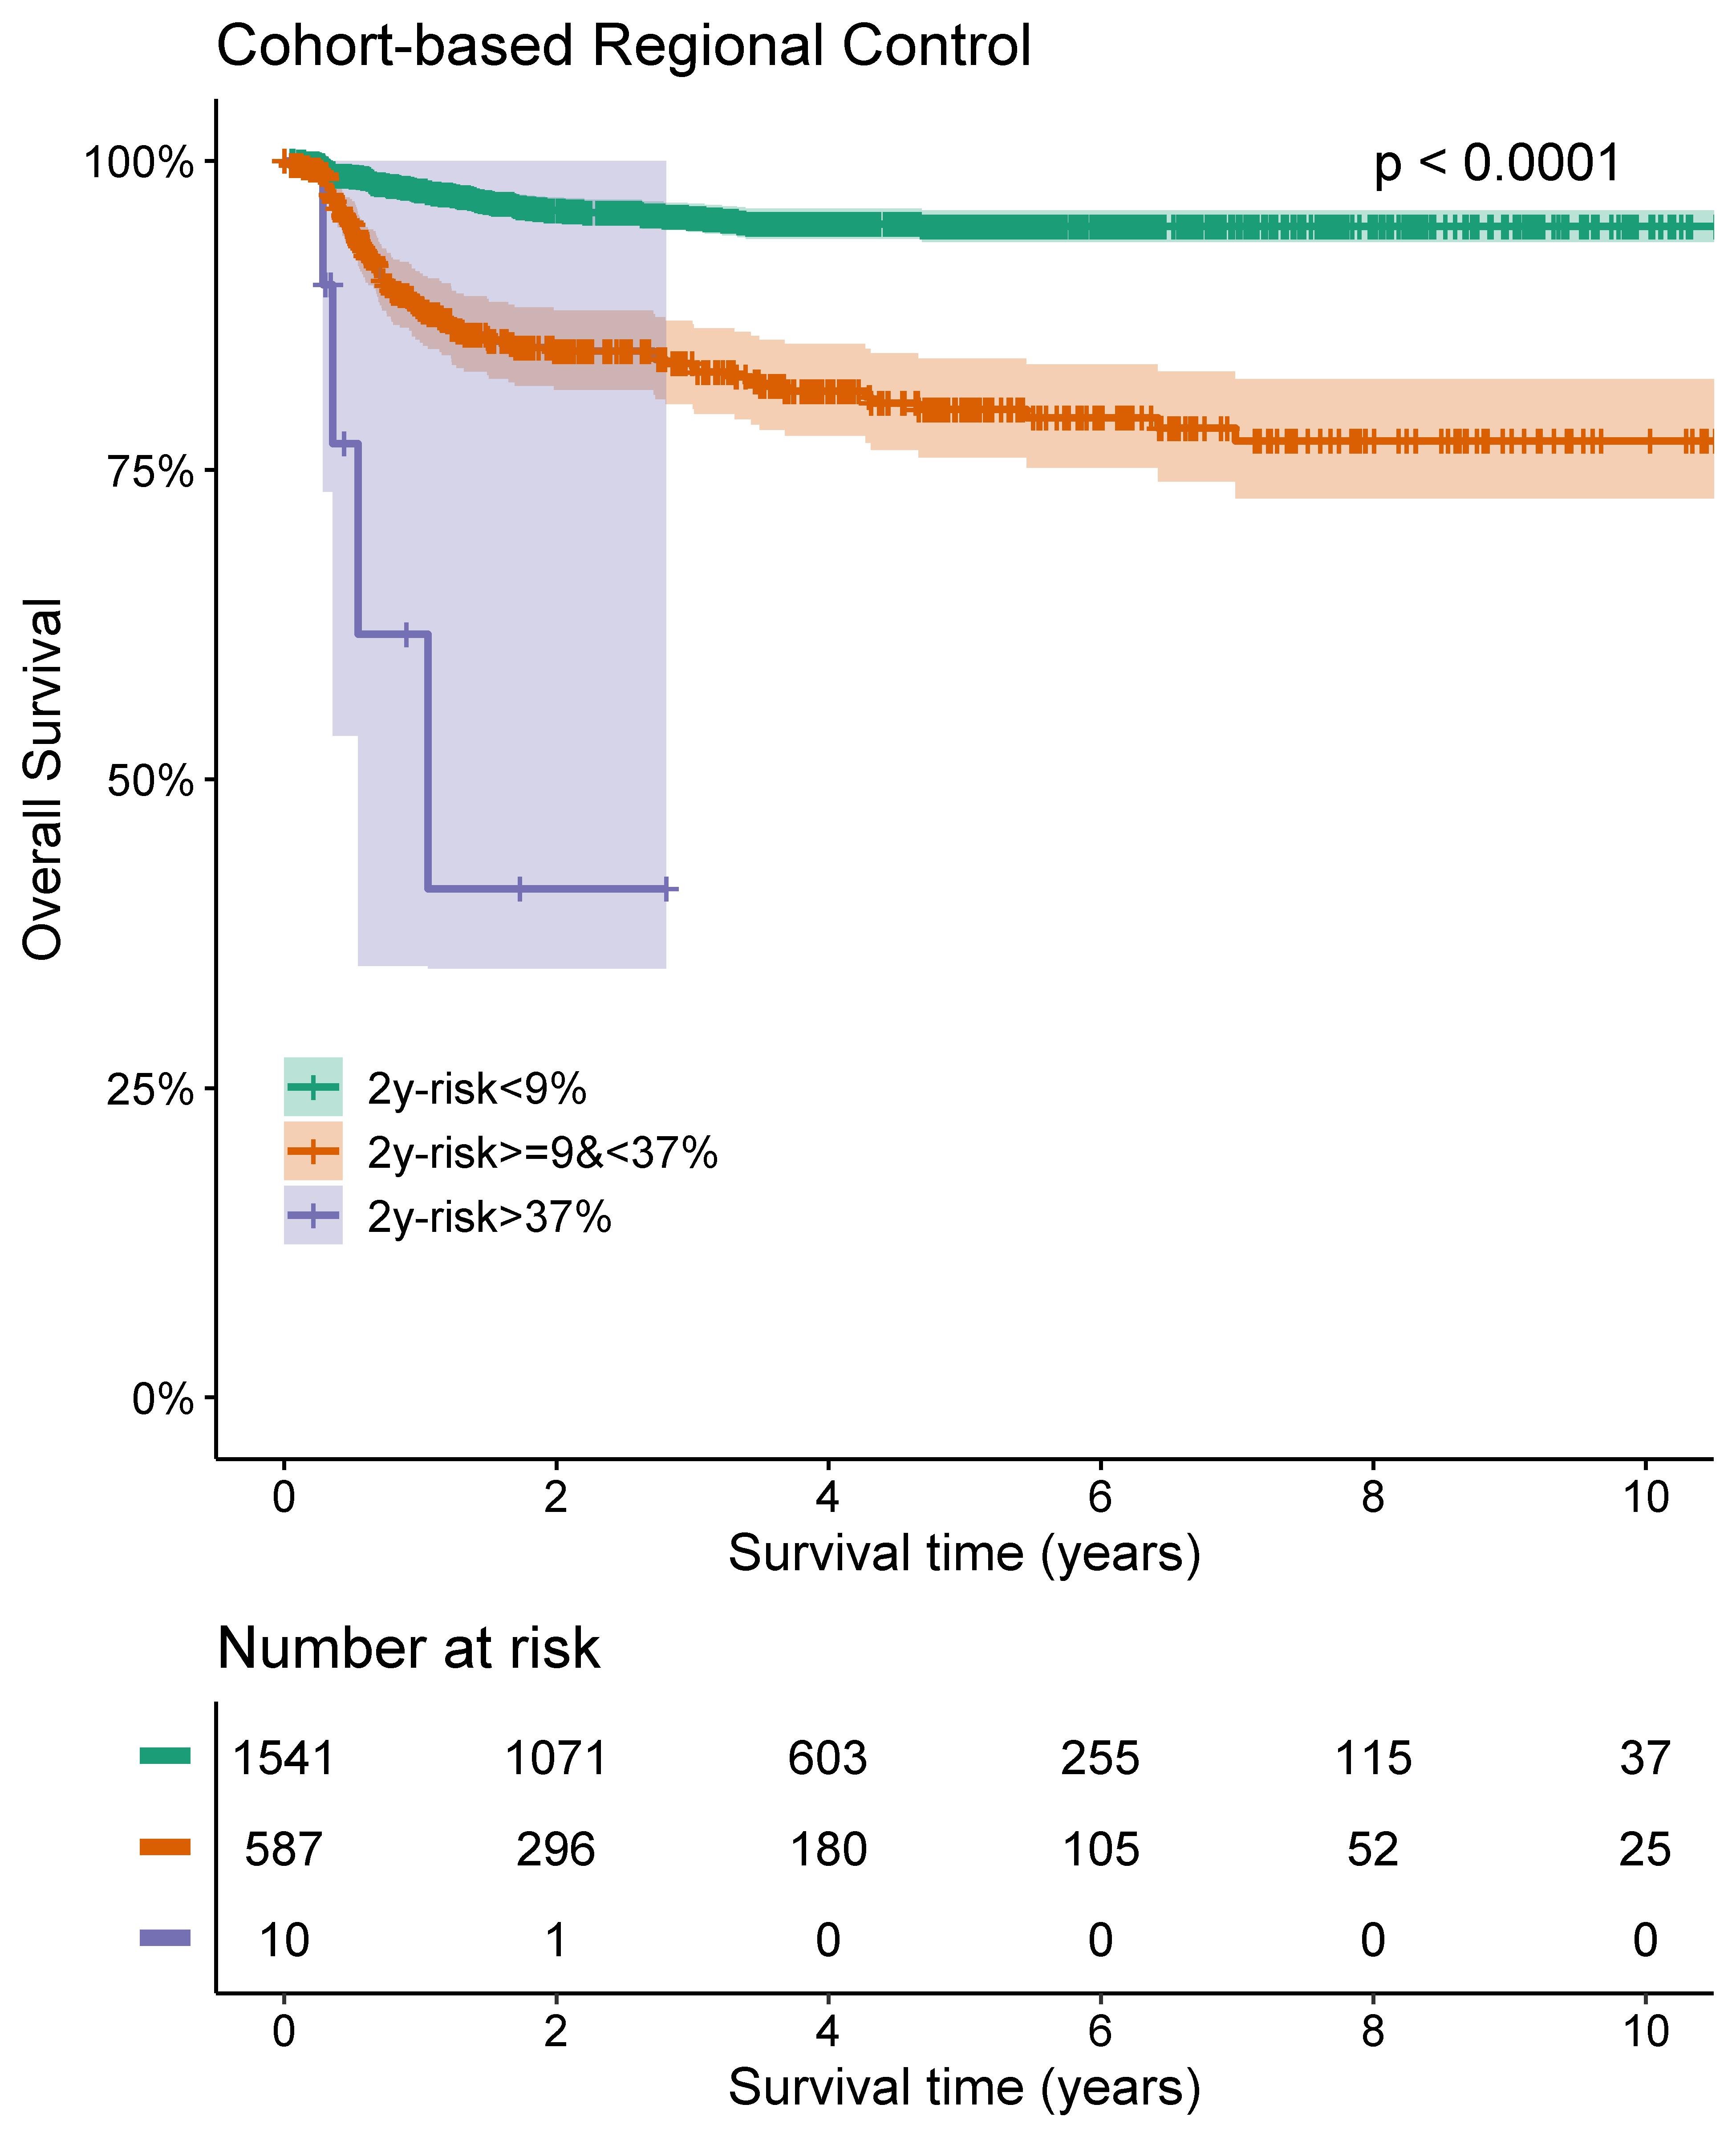 Cohort-based Regional Control
100%
75%
50%
25%
0%
Overall Survival
p < 0.0001
2y-risk<9%
2y-risk>=9&<37%
2y-risk>37%
0 2 4 6 8 10
Survival time (years)
Number at risk
1541 1071 603 255 115 37
587 296 180 105 52 25
10 1 0 0 0 0
0 2 4 6 8 10
Survival time (years)